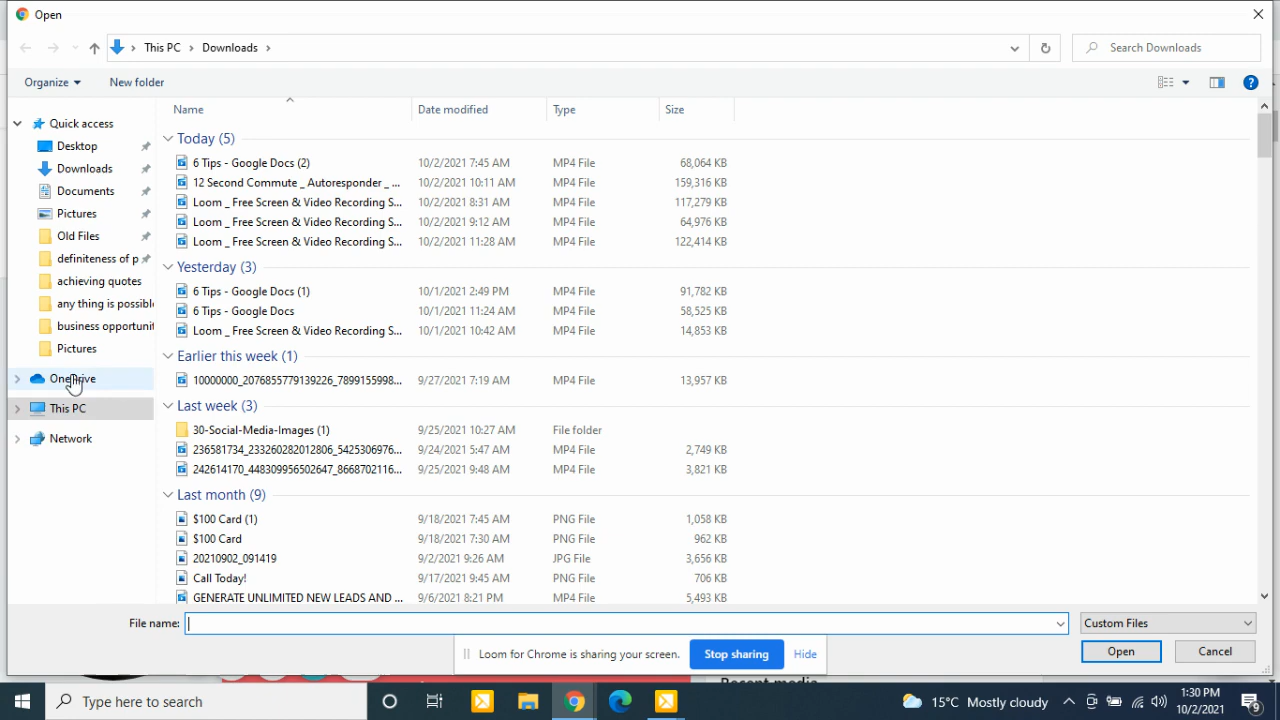 Open
This PC
Downloads
Search Downloads
Organize
New folder
Name
Date modified
Type
Size
Quick access
Desktop
Downloads
Documents
Pictures
Old Files
definiteness of p
achieving quotes
any thing is possibl
business opportunit
Pictures
OneDrive
This PC
Network
Today (5)
6 Tips - Google Docs (2) 10/2/2021 7:45 AM MP4 File 68,064 KB
12 Second Commute _ Autoresponder _ ... 10/2/2021 10:11 AM MP4 File 159,316 KB
Loom _ Free Screen & Video Recording S... 10/2/2021 8:31 AM MP4 File 117,279 KB
Loom _ Free Screen & Video Recording S... 10/2/2021 9:12 AM MP4 File 64,976 KB
Loom _ Free Screen & Video Recording S... 10/2/2021 11:28 AM MP4 File 122,414 KB
Yesterday (3)
6 Tips - Google Docs (1) 10/1/2021 2:49 PM MP4 File 91,782 KB
6 Tips - Google Docs 10/1/2021 11:24 AM MP4 File 58,525 KB
Loom _ Free Screen & Video Recording S... 10/1/2021 10:42 AM MP4 File 14,853 KB
Earlier this week (1)
10000000_2076855779139226_7899155998... 9/27/2021 7:19 AM MP4 File 13,957 KB
Last week (3)
30-Social-Media-Images (1) 9/25/2021 10:27 AM File folder
236581734_233260282012806_5425306976... 9/24/2021 5:47 AM MP4 File 2,749 KB
242614170_448309956502647_8668702116... 9/25/2021 9:48 AM MP4 File 3,821 KB
Last month (9)
$100 Card (1) 9/18/2021 7:45 AM PNG File 1,058 KB
$100 Card 9/18/2021 7:30 AM PNG File 962 KB
20210902_091419 9/2/2021 9:26 AM JPG File 3,656 KB
Call Today! 9/17/2021 9:45 AM PNG File 706 KB
GENERATE UNLIMITED NEW LEADS AND ... 9/6/2021 8:21 PM MP4 File 5,493 KB
File name:
Custom Files
Open
Cancel
Loom for Chrome is sharing your screen.
Stop sharing
Hide
Recent media
Type here to search
15°C Mostly cloudy
1:30 PM
10/2/2021
9